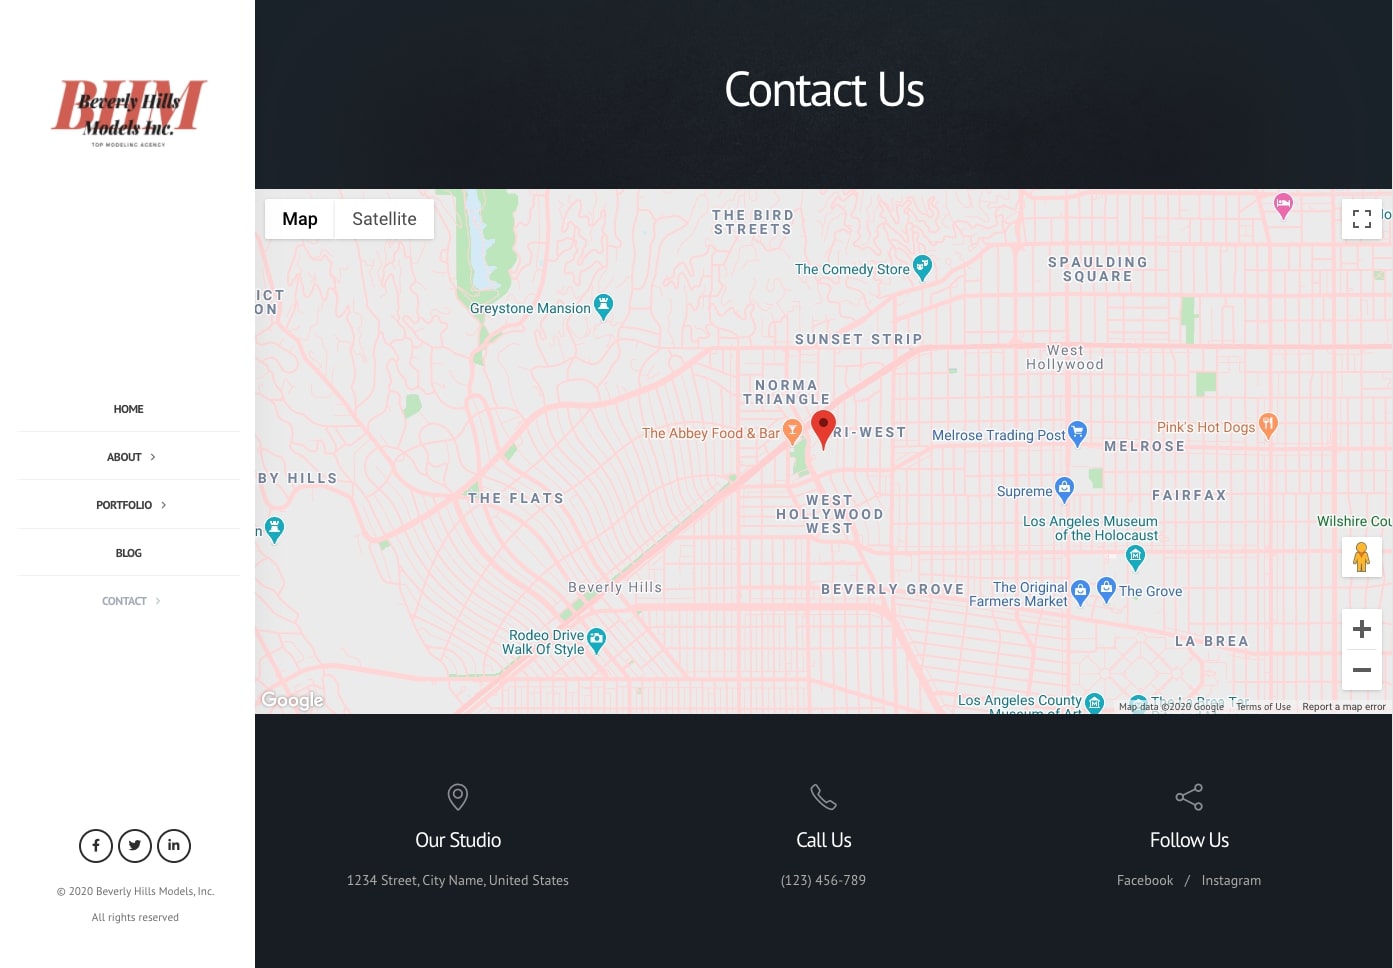 BHM
Beverly Hills
Models Inc.
TOP MODELING AGENCY
HOME
ABOUT
PORTFOLIO
BLOG
CONTACT
© 2020 Beverly Hills Models, Inc.
All rights reserved
Contact Us
Map
Satellite
THE BIRD
STREETS
The Comedy Store
SPAULDING
SQUARE
ICT
ON
Greystone Mansion
SUNSET STRIP
West
Hollywood
NORMA
TRIANGLE
The Abbey Food & Bar
RI-WEST
Melrose Trading Post
Pink's Hot Dogs
MELROSE
BY HILLS
THE FLATS
Supreme
FAIRFAX
WEST
HOLLYWOOD
WEST
Los Angeles Museum
of the Holocaust
Wilshire Cou
n
Beverly Hills
BEVERLY GROVE
The Original
Farmers Market
The Grove
Rodeo Drive
Walk Of Style
LA BREA
Los Angeles County
Museum of Art
The La Brea Tar
Google
Map data ©2020 Google
Terms of Use
Report a map error
Our Studio
1234 Street, City Name, United States
Call Us
(123) 456-789
Follow Us
Facebook / Instagram